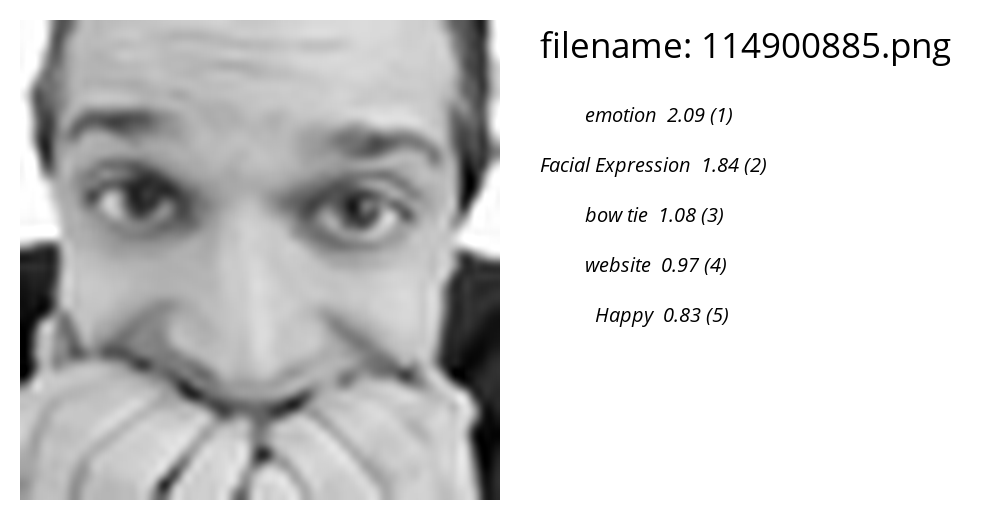 filename: 114900885.png
emotion 2.09 (1)
Facial Expression 1.84 (2)
bow tie 1.08 (3)
website 0.97 (4)
Happy 0.83 (5)